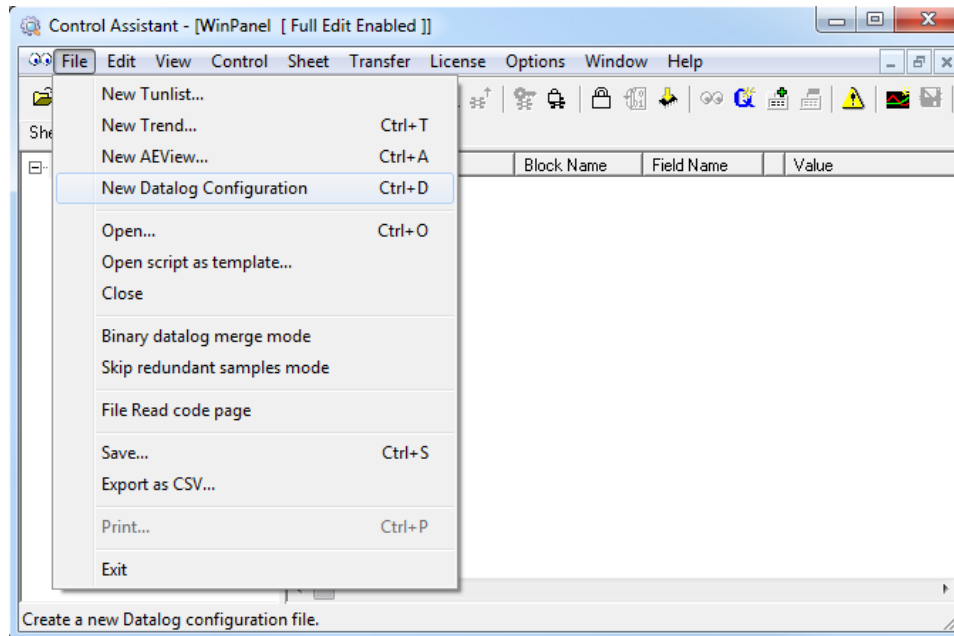 Control Assistant - [WinPanel [ Full Edit Enabled ]]
File Edit View Control Sheet Transfer License Options Window Help
New Tunlist...
New Trend... Ctrl+T
She
New AEView... Ctrl+A
Block Name Field Name Value
New Datalog Configuration Ctrl+D
Open... Ctrl+O
Open script as template...
Close
Binary datalog merge mode
Skip redundant samples mode
File Read code page
Save... Ctrl+S
Export as CSV...
Print... Ctrl+P
Exit
Create a new Datalog configuration file.